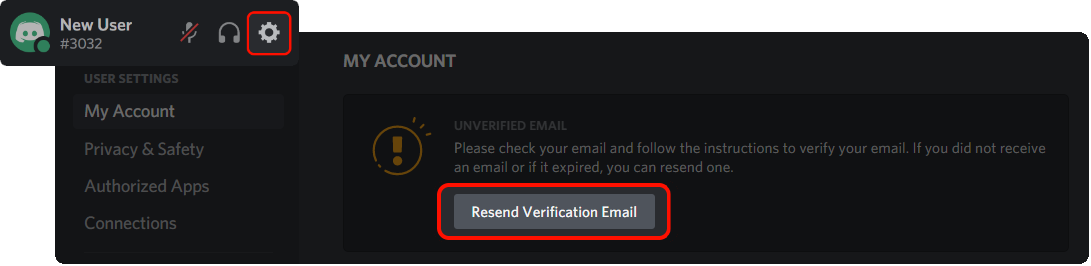 New User
#3032
USER SETTINGS
My Account
Privacy & Safety
Authorized Apps
Connections
MY ACCOUNT
UNVERIFIED EMAIL
Please check your email and follow the instructions to verify your email. If you did not receive
an email or if it expired, you can resend one.
Resend Verification Email